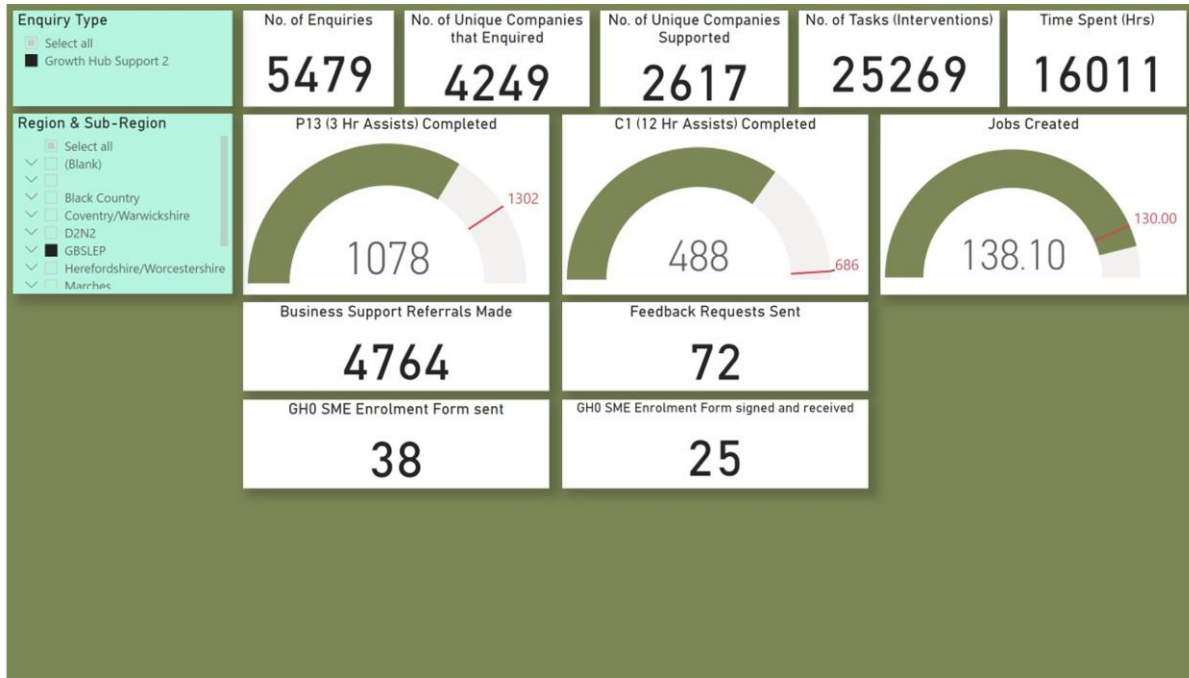 Enquiry Type
Select all
Growth Hub Support 2
No. of Enquiries
5479
No. of Unique Companies
that Enquired
4249
No. of Unique Companies
Supported
2617
No. of Tasks (Interventions)
25269
Time Spent (Hrs)
16011
Region & Sub-Region
Select all
(Blank)
Black Country
Coventry/Warwickshire
D2N2
GBSLEP
Herefordshire/Worcestershire
Marches
P13 (3 Hr Assists) Completed
1302
1078
C1 (12 Hr Assists) Completed
686
488
Jobs Created
130.00
138.10
Business Support Referrals Made
4764
Feedback Requests Sent
72
GH0 SME Enrolment Form sent
38
GH0 SME Enrolment Form signed and received
25